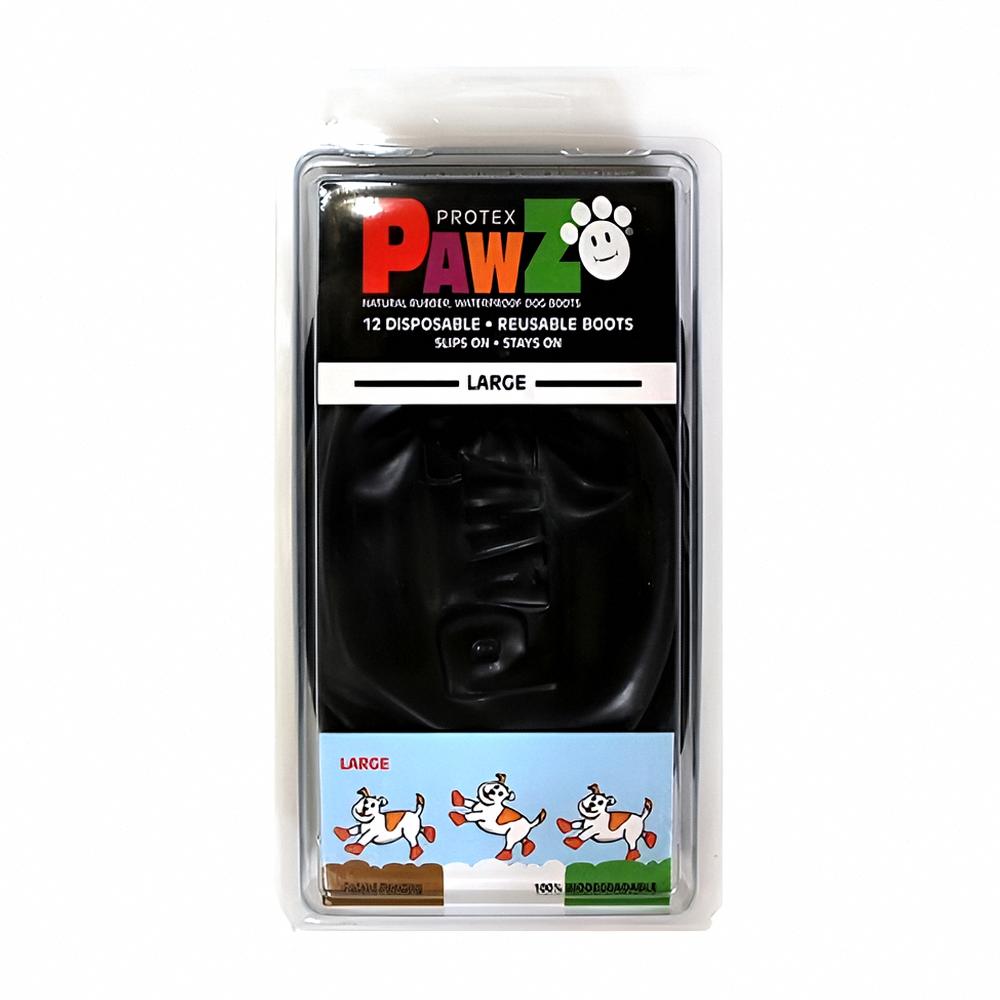 PROTEX
PAWZ
NATURAL RUBBER, WATERPROOF DOG BOOTS
12 DISPOSABLE • REUSABLE BOOTS
SLIPS ON • STAYS ON
LARGE
PAWZ
LARGE
100% BIODEGRADABLE